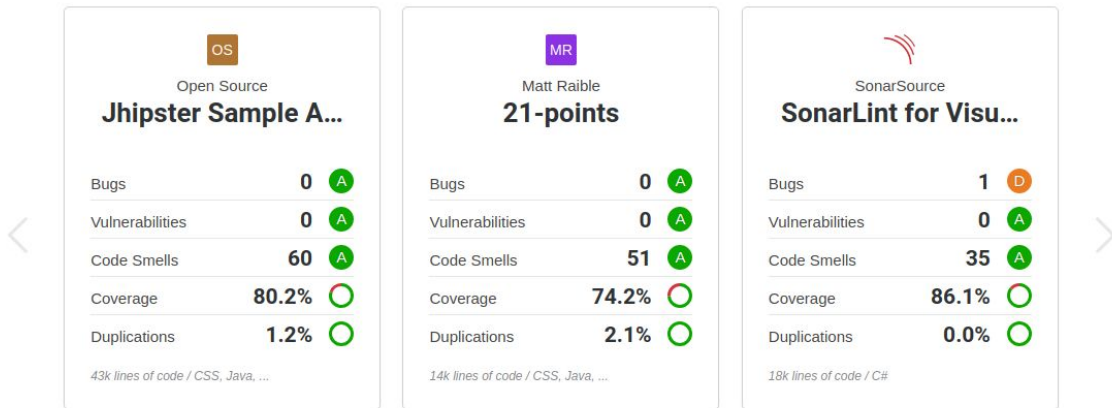 OS
Open Source
Jhipster Sample A...
Bugs 0 A
Vulnerabilities 0 A
Code Smells 60 A
Coverage 80.2%
Duplications 1.2%
43k lines of code / CSS, Java, ...
MR
Matt Raible
21-points
Bugs 0 A
Vulnerabilities 0 A
Code Smells 51 A
Coverage 74.2%
Duplications 2.1%
14k lines of code / CSS, Java, ...
SonarSource
SonarLint for Visu...
Bugs 1 D
Vulnerabilities 0 A
Code Smells 35 A
Coverage 86.1%
Duplications 0.0%
18k lines of code / C#